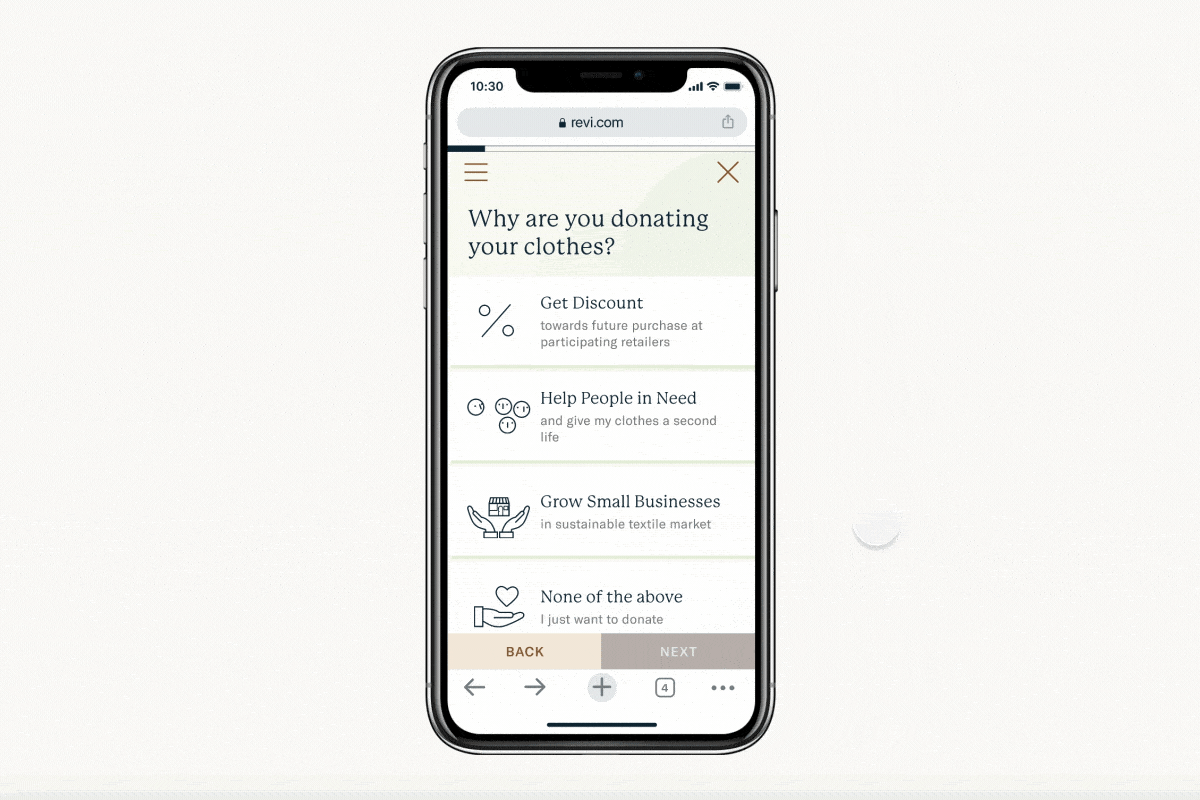 10:30
revi.com
Why are you donating
your clothes?
Get Discount
towards future purchase at
participating retailers
Help People in Need
and give my clothes a second
life
Grow Small Businesses
in sustainable textile market
None of the above
I just want to donate
BACK
NEXT
4